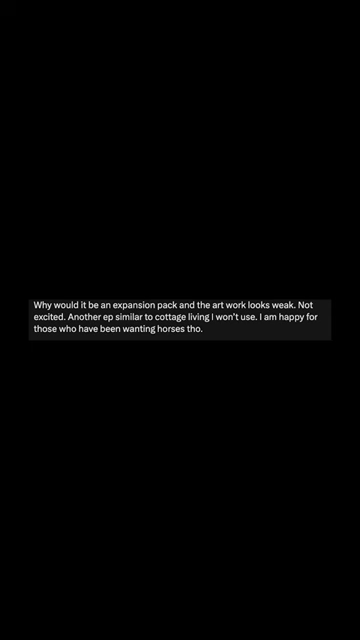 Why would it be an expansion pack and the art work looks weak. Not
excited. Another ep similar to cottage living I won't use. I am happy for
those who have been wanting horses tho.